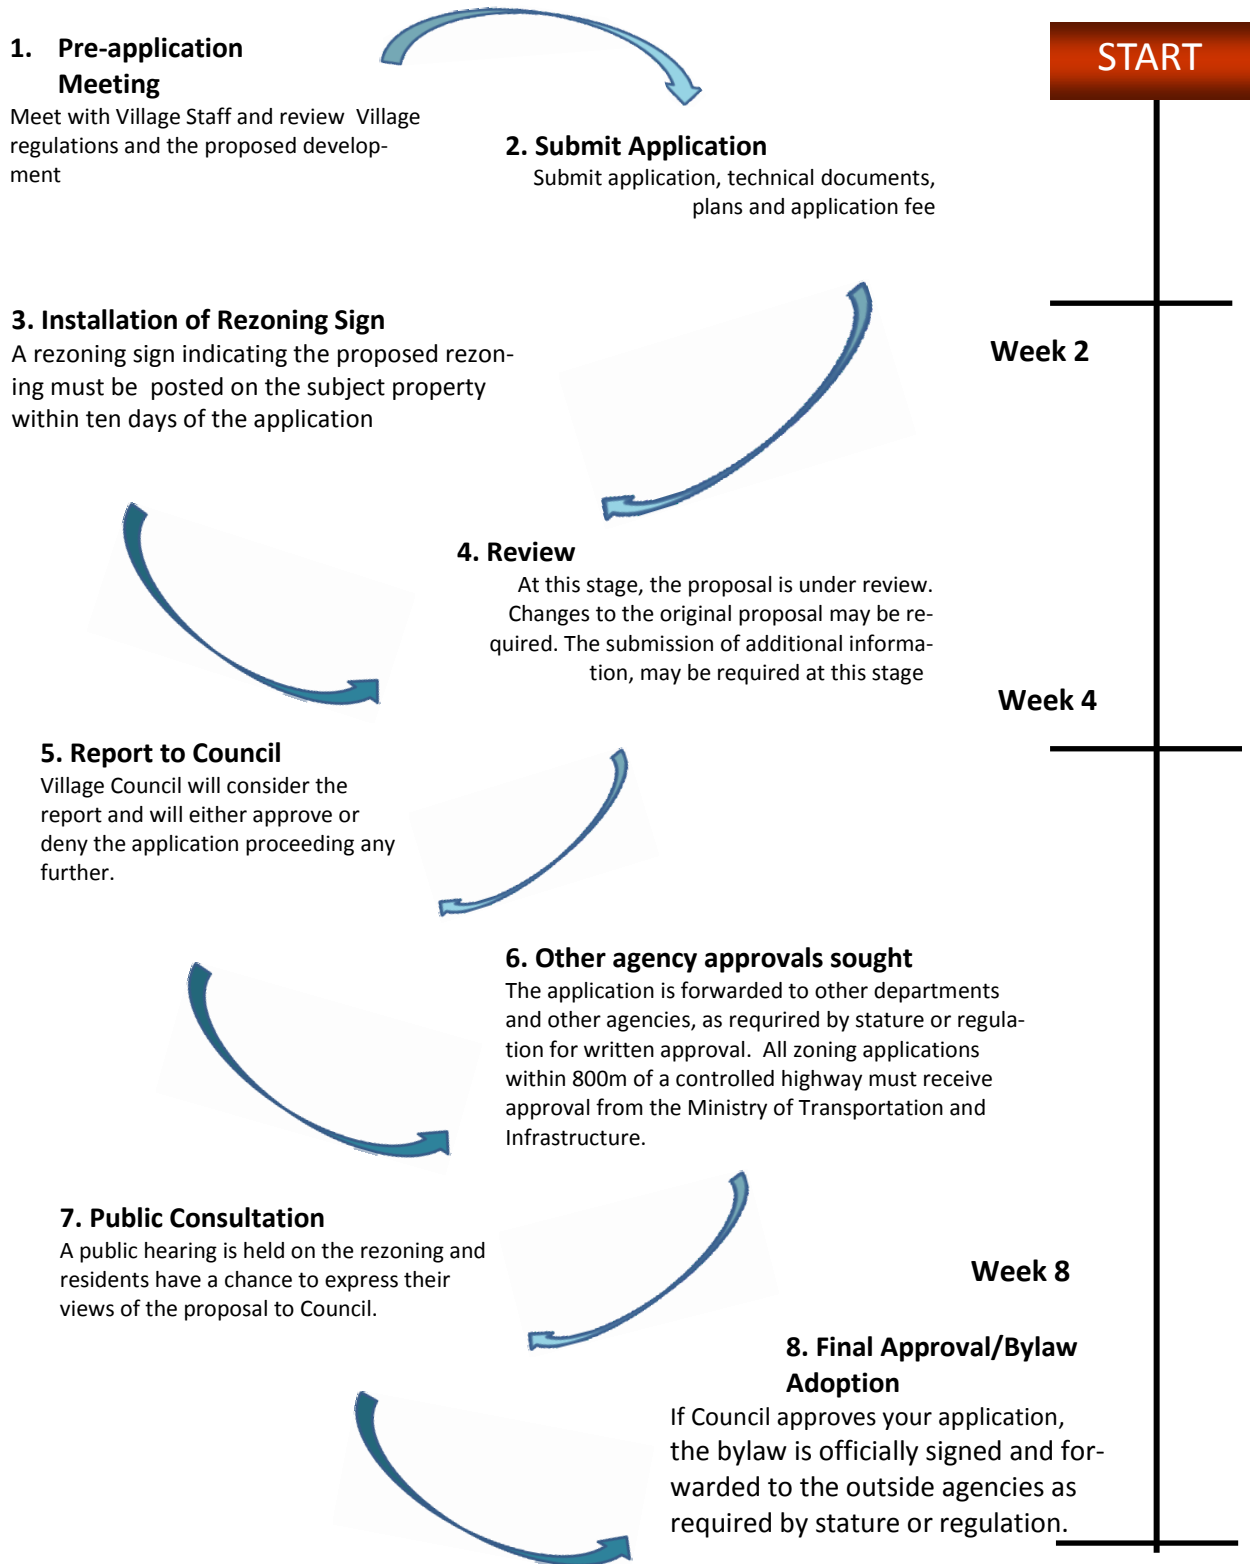 START
1. Pre-application
Meeting
Meet with Village Staff and review Village
regulations and the proposed develop-
ment
2. Submit Application
Submit application, technical documents,
plans and application fee
3. Installation of Rezoning Sign
A rezoning sign indicating the proposed rezon-
ing must be posted on the subject property
within ten days of the application
Week 2
4. Review
At this stage, the proposal is under review.
Changes to the original proposal may be re-
quired. The submission of additional informa-
tion, may be required at this stage
Week 4
5. Report to Council
Village Council will consider the
report and will either approve or
deny the application proceeding any
further.
6. Other agency approvals sought
The application is forwarded to other departments
and other agencies, as requrired by stature or regula-
tion for written approval. All zoning applications
within 800m of a controlled highway must receive
approval from the Ministry of Transportation and
Infrastructure.
7. Public Consultation
A public hearing is held on the rezoning and
residents have a chance to express their
views of the proposal to Council.
Week 8
8. Final Approval/Bylaw
Adoption
If Council approves your application,
the bylaw is officially signed and for-
warded to the outside agencies as
required by stature or regulation.